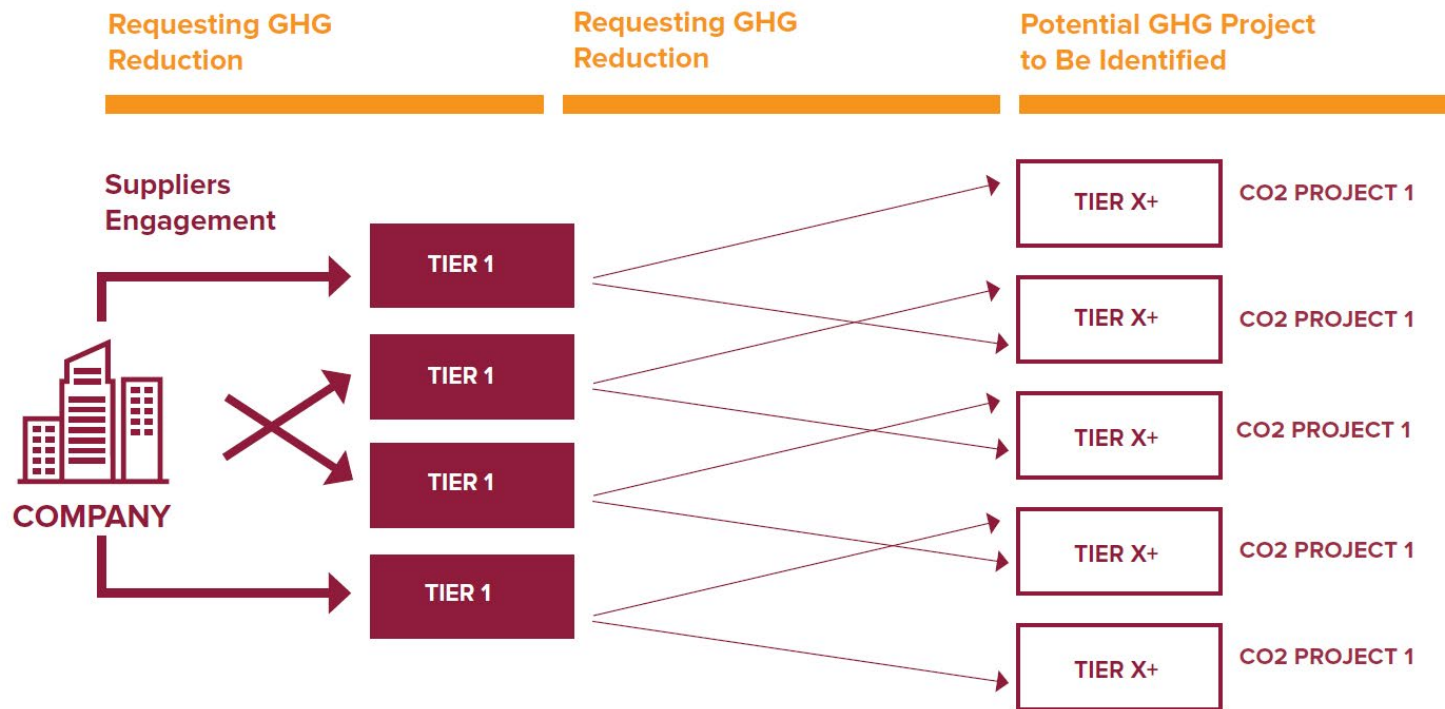 Requesting GHG
Reduction
Requesting GHG
Reduction
Potential GHG Project
to Be Identified
Suppliers
Engagement
COMPANY
TIER 1
TIER 1
TIER 1
TIER 1
TIER X+
CO2 PROJECT 1
TIER X+
CO2 PROJECT 1
TIER X+
CO2 PROJECT 1
TIER X+
CO2 PROJECT 1
TIER X+
CO2 PROJECT 1